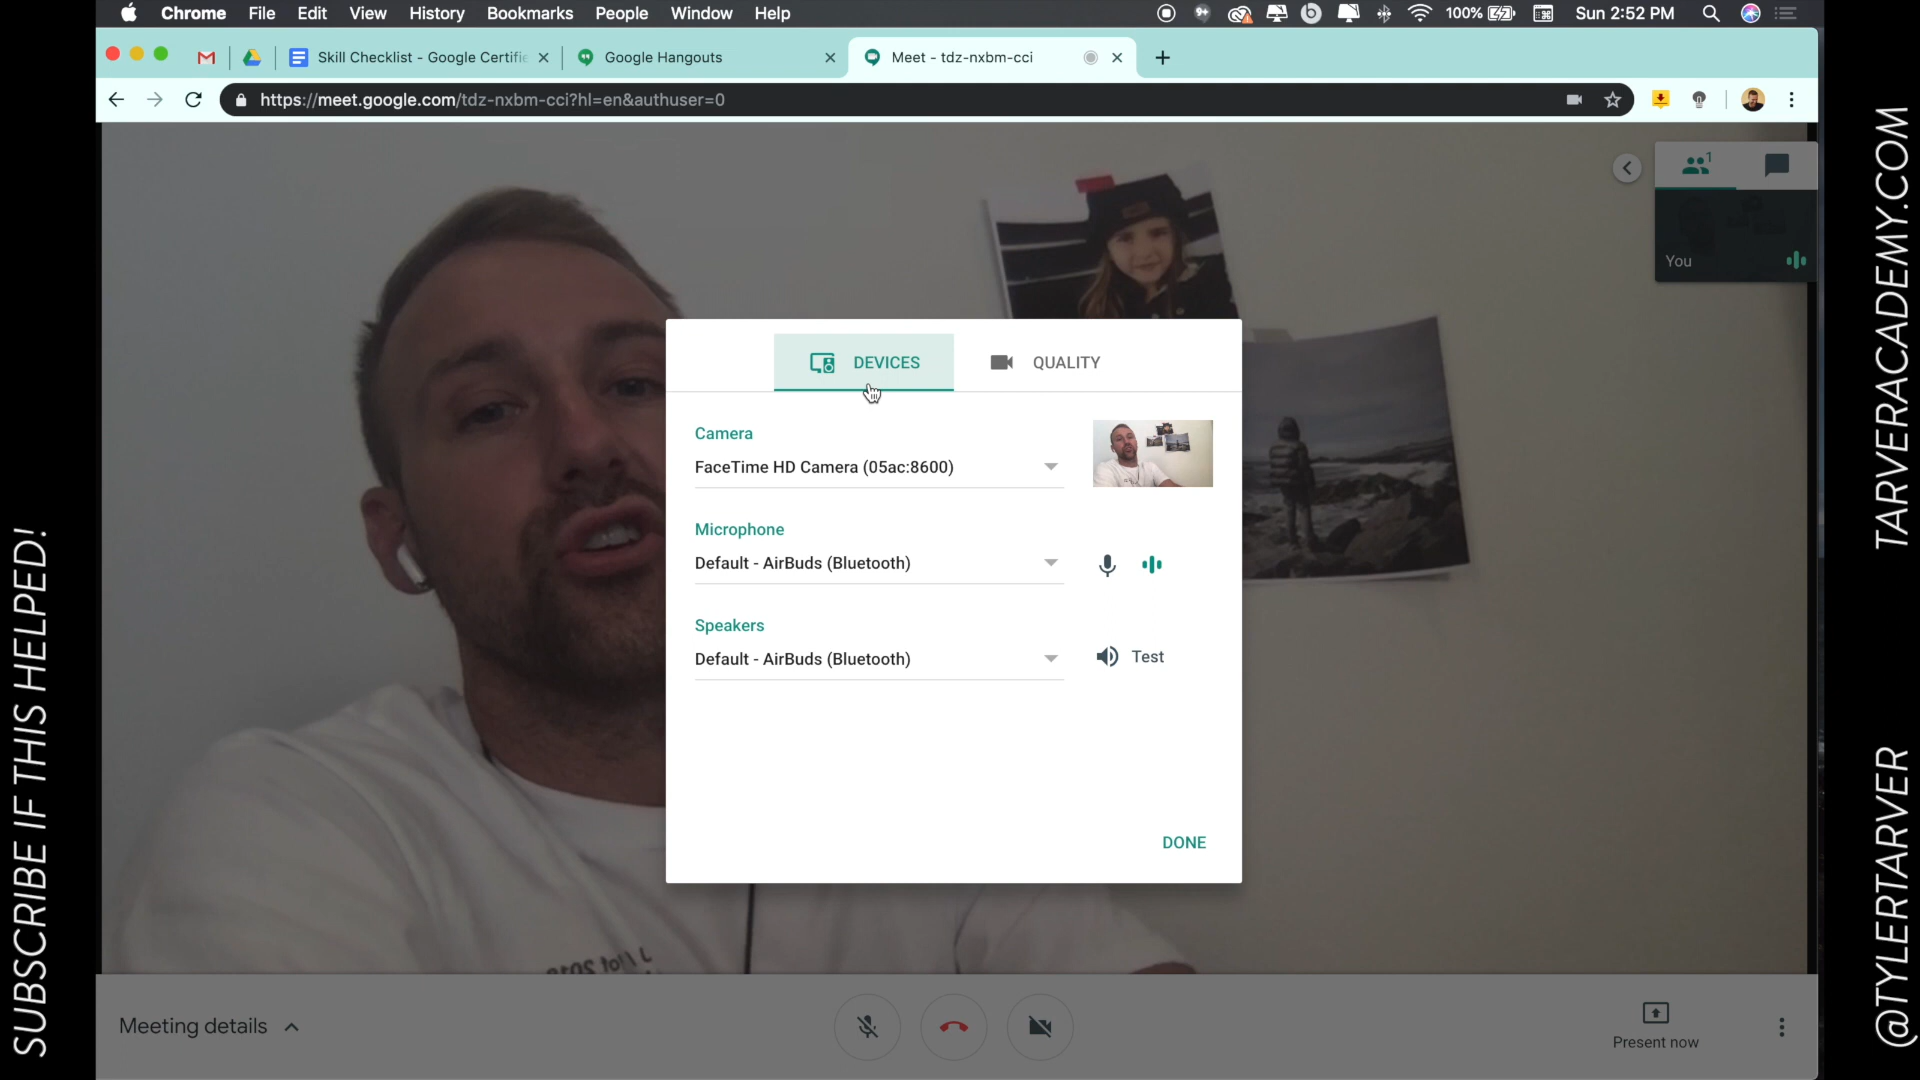 Chrome File Edit View History Bookmarks People Window Help 100% Sun 2:52 PM
Skill Checklist - Google Certifie Google Hangouts Meet - tdz-nxbm-cci
https://meet.google.com/tdz-nxbm-cci?hl=en&authuser=0
1
You
DEVICES QUALITY
Camera
FaceTime HD Camera (05ac:8600)
Microphone
Default - AirBuds (Bluetooth)
Speakers
Default - AirBuds (Bluetooth)
Test
DONE
Meeting details
Present now
SUBSCRIBE IF THIS HELPED!
TARVERACADEMY.COM
@TYLERTARVER